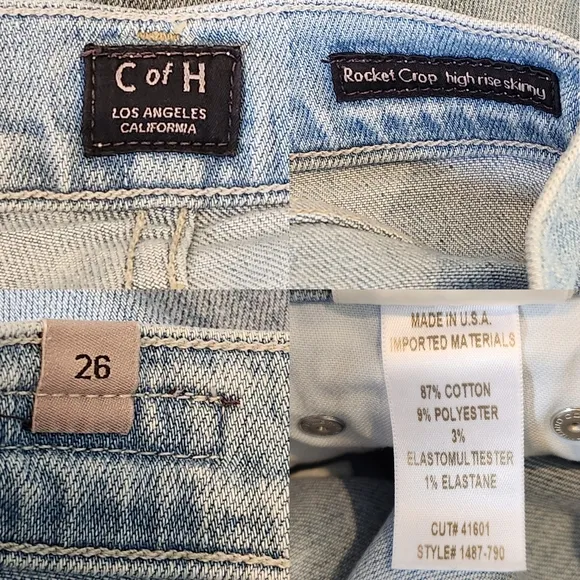 C of H
LOS ANGELES
CALIFORNIA
Rocket Crop high rise skinny
26
MADE IN U.S.A.
IMPORTED MATERIALS
87% COTTON
9% POLYESTER
3%
ELASTOMULTIESTER
1% ELASTANE
CUT# 41601
STYLE# 1487-790